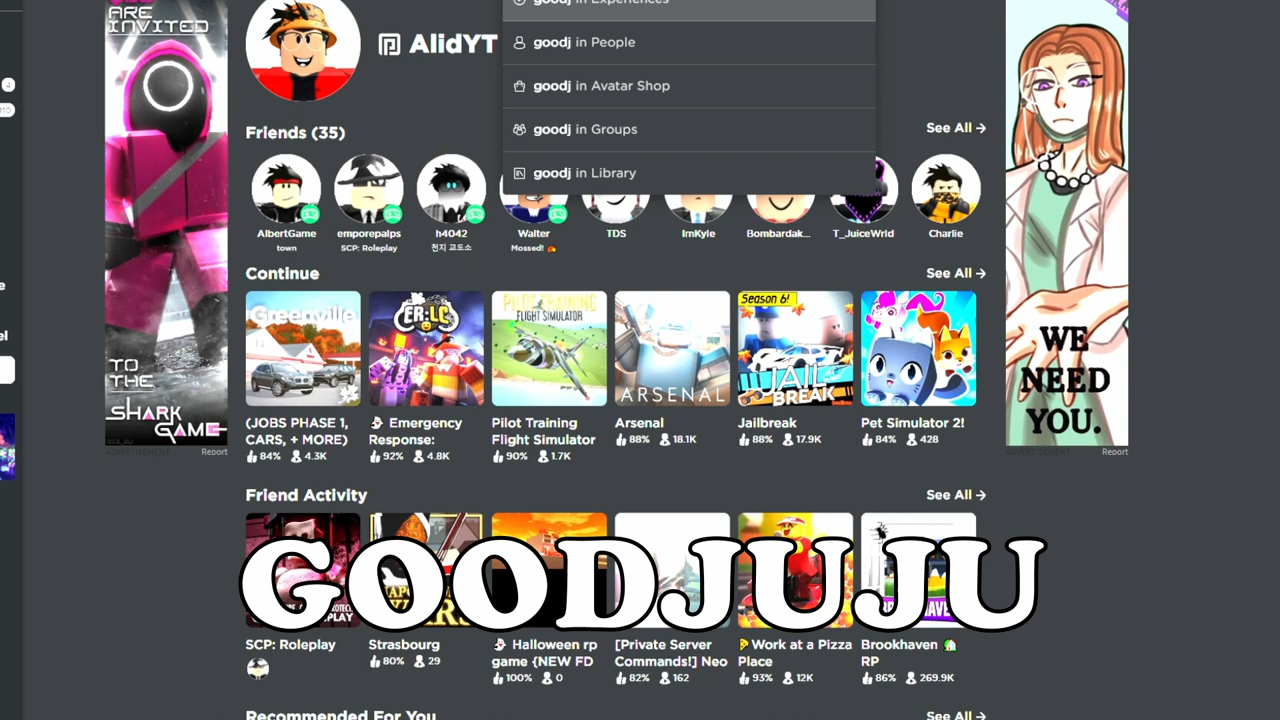 ARE
INVITED
TO
THE
SHARK
GAME
ADVERTISEMENT
Report
4
AlidYT
goodj in Experiences
goodj in People
goodj in Avatar Shop
goodj in Groups
goodj in Library
Friends (35)
See All →
AlbertGame
town
emporepalps
SCP: Roleplay
h4042
천지 교도소
Walter
Mossed! 🍂
TDS
ImKyle
Bombardak...
T_JuiceWrld
Charlie
Continue
See All →
Greenville
ER:LC
PILOT TRAINING
FLIGHT SIMULATOR
ARSENAL
Season 6!
JAIL
BREAK
(JOBS PHASE 1,
CARS, + MORE)
84% 4.3K
👻 Emergency
Response:
92% 4.8K
Pilot Training
Flight Simulator
90% 1.7K
Arsenal
88% 18.1K
Jailbreak
88% 17.9K
Pet Simulator 2!
84% 428
Friend Activity
See All →
GOODJUJU
SCP: Roleplay
Strasbourg
80% 29
👻 Halloween rp
game {NEW FD
100% 0
[Private Server
Commands!] Neo
82% 162
🍕Work at a Pizza
Place
93% 12K
Brookhaven 🏠
RP
86% 269.9K
Recommended For You
See All →
WE
NEED
YOU.
ADVERTISEMENT
Report